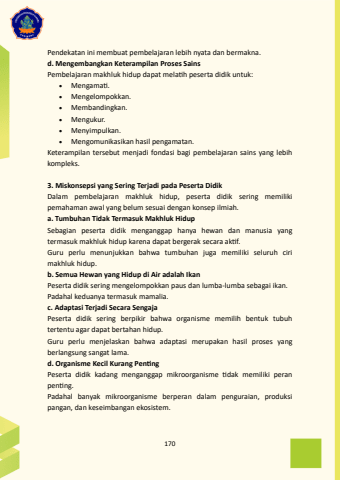 Pendekatan ini membuat pembelajaran lebih nyata dan bermakna.
d. Mengembangkan Keterampilan Proses Sains
Pembelajaran makhluk hidup dapat melatih peserta didik untuk:
• Mengamati.
• Mengelompokkan.
• Membandingkan.
• Mengukur.
• Menyimpulkan.
• Mengomunikasikan hasil pengamatan.
Keterampilan tersebut menjadi fondasi bagi pembelajaran sains yang lebih
kompleks.
3. Miskonsepsi yang Sering Terjadi pada Peserta Didik
Dalam pembelajaran makhluk hidup, peserta didik sering memiliki
pemahaman awal yang belum sesuai dengan konsep ilmiah.
a. Tumbuhan Tidak Termasuk Makhluk Hidup
Sebagian peserta didik menganggap hanya hewan dan manusia yang
termasuk makhluk hidup karena dapat bergerak secara aktif.
Guru perlu menunjukkan bahwa tumbuhan juga memiliki seluruh ciri
makhluk hidup.
b. Semua Hewan yang Hidup di Air adalah Ikan
Peserta didik sering mengelompokkan paus dan lumba-lumba sebagai ikan.
Padahal keduanya termasuk mamalia.
c. Adaptasi Terjadi Secara Sengaja
Peserta didik sering berpikir bahwa organisme memilih bentuk tubuh
tertentu agar dapat bertahan hidup.
Guru perlu menjelaskan bahwa adaptasi merupakan hasil proses yang
berlangsung sangat lama.
d. Organisme Kecil Kurang Penting
Peserta didik kadang menganggap mikroorganisme tidak memiliki peran
penting.
Padahal banyak mikroorganisme berperan dalam penguraian, produksi
pangan, dan keseimbangan ekosistem.
170